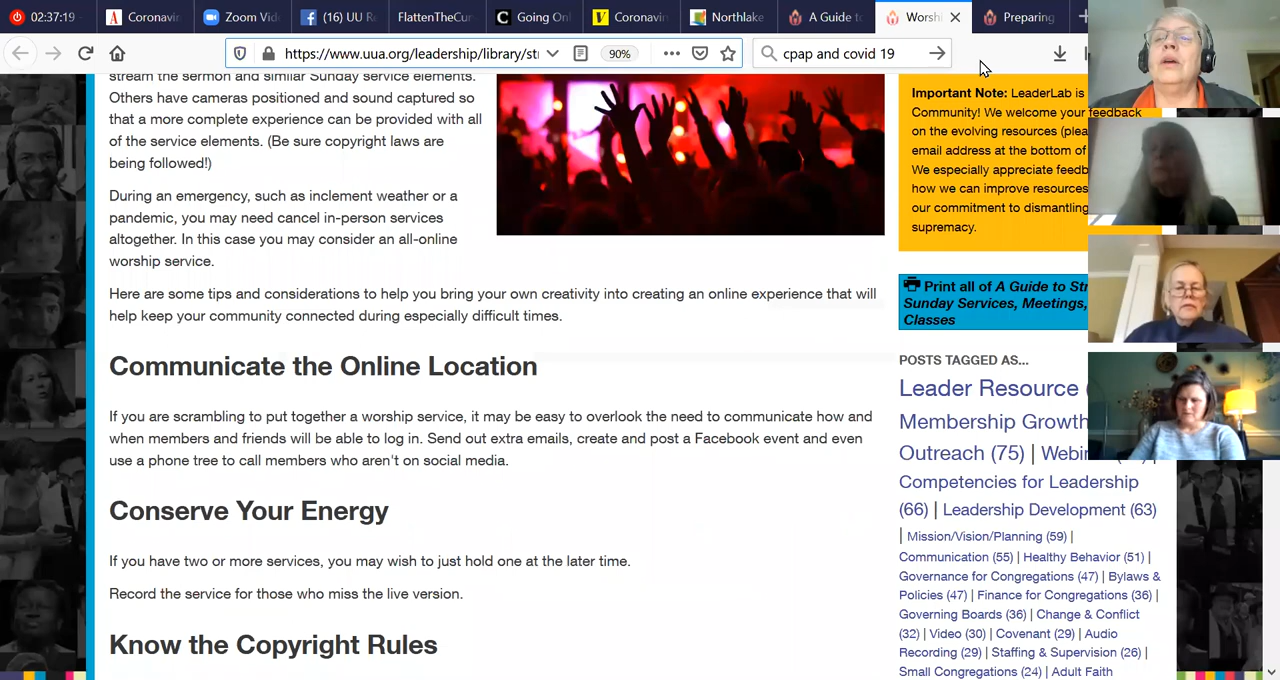 02:37:19
Coronavir
Zoom Vid
(16) UU R
FlattenTheCur
Going Onl
Coronavir
Northlake
A Guide to
Worsh
Preparing
https://www.uua.org/leadership/library/str
90%
cpap and covid 19
stream the sermon and similar Sunday service elements.
Others have cameras positioned and sound captured so
that a more complete experience can be provided with all
of the service elements. (Be sure copyright laws are
being followed!)
During an emergency, such as inclement weather or a
pandemic, you may need cancel in-person services
altogether. In this case you may consider an all-online
worship service.
Here are some tips and considerations to help you bring your own creativity into creating an online experience that will
help keep your community connected during especially difficult times.
Communicate the Online Location
If you are scrambling to put together a worship service, it may be easy to overlook the need to communicate how and
when members and friends will be able to log in. Send out extra emails, create and post a Facebook event and even
use a phone tree to call members who aren't on social media.
Conserve Your Energy
If you have two or more services, you may wish to just hold one at the later time.
Record the service for those who miss the live version.
Know the Copyright Rules
Important Note: LeaderLab is
Community! We welcome your feedback
on the evolving resources (plea
email address at the bottom of
We especially appreciate feedb
how we can improve resources
our commitment to dismantling
supremacy.
Print all of A Guide to Str
Sunday Services, Meetings,
Classes
POSTS TAGGED AS...
Leader Resource
Membership Growth
Outreach (75) | Webin
Competencies for Leadership
(66) | Leadership Development (63)
| Mission/Vision/Planning (59) |
Communication (55) | Healthy Behavior (51) |
Governance for Congregations (47) | Bylaws &
Policies (47) | Finance for Congregations (36) |
Governing Boards (36) | Change & Conflict
(32) | Video (30) | Covenant (29) | Audio
Recording (29) | Staffing & Supervision (26) |
Small Congregations (24) | Adult Faith